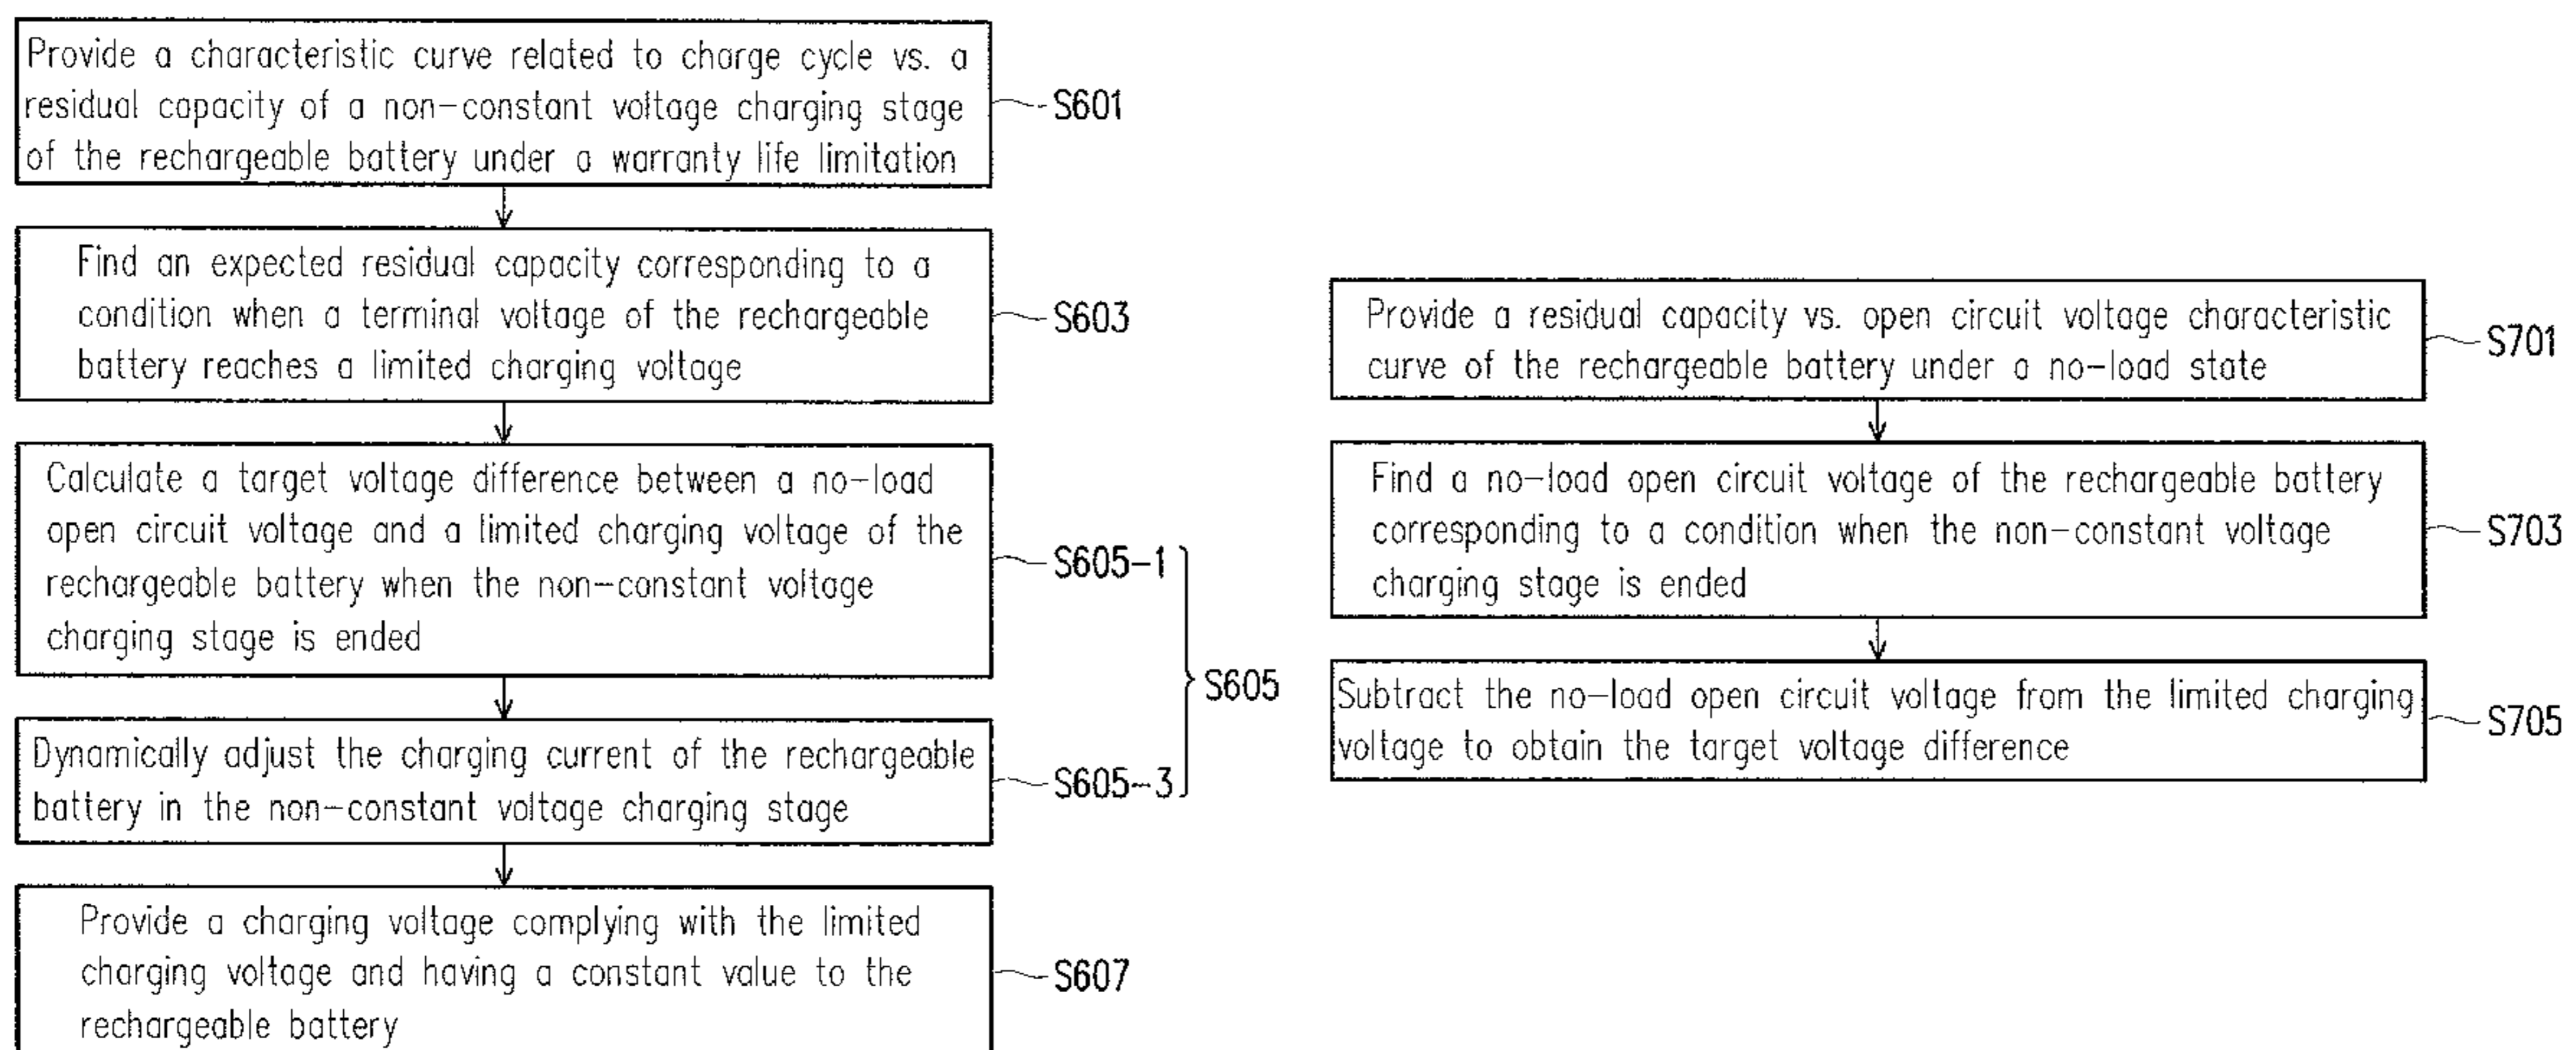 Provide a characteristic curve related to charge cycle vs. a
residual capacity of a non-constant voltage charging stage
of the rechargeable battery under a warranty life limitation
S601
Find an expected residual capacity corresponding to a
condition when a terminal voltage of the rechargeable
battery reaches a limited charging voltage
S603
Calculate a target voltage difference between a no-load
open circuit voltage and a limited charging voltage of the
rechargeable battery when the non-constant voltage
charging stage is ended
S605-1
S605
Dynamically adjust the charging current of the rechargeable
battery in the non-constant voltage charging stage
S605-3
Provide a charging voltage complying with the limited
charging voltage and having a constant value to the
rechargeable battery
S607
Provide a residual capacity vs. open circuit voltage characteristic
curve of the rechargeable battery under a no-load state
S701
Find a no-load open circuit voltage of the rechargeable battery
corresponding to a condition when the non-constant voltage
charging stage is ended
S703
Subtract the no-load open circuit voltage from the limited charging
voltage to obtain the target voltage difference
S705